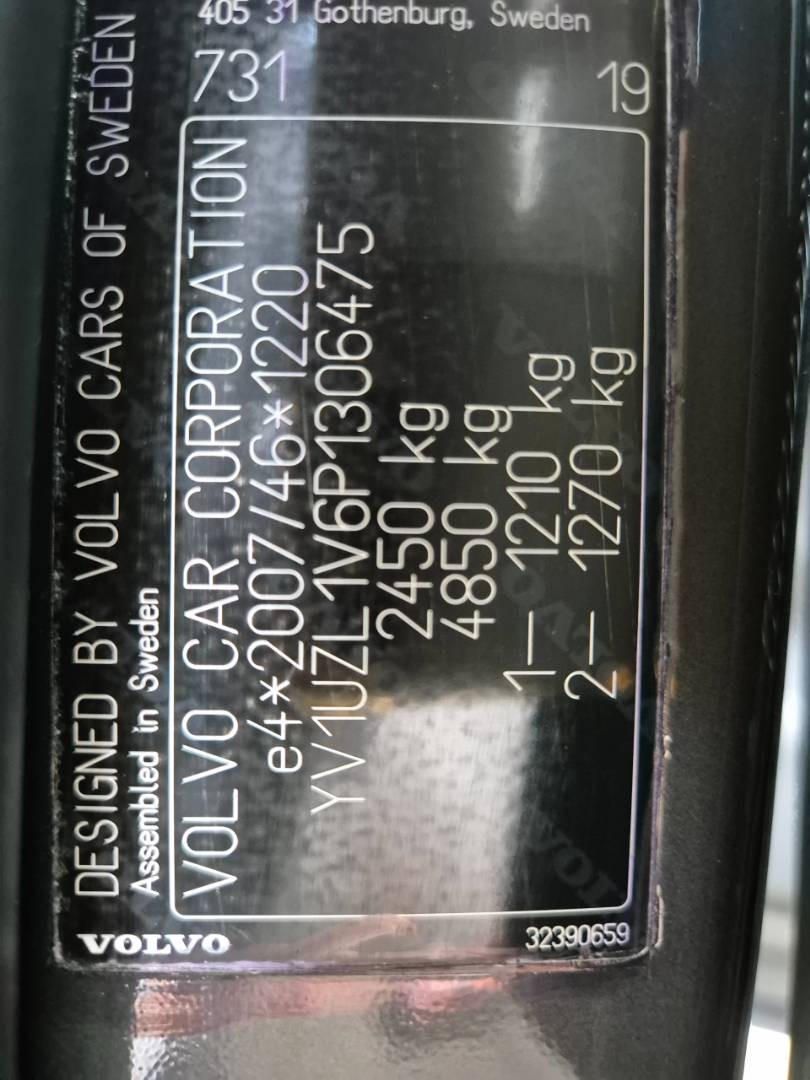 DESIGNED BY VOLVO CARS OF SWEDEN
Assembled in Sweden
405 31 Gothenburg, Sweden
731 19
VOLVO CAR CORPORATION
e4*2007/46*1220
YV1UZL1V6P1306475
2450 kg
4850 kg
1– 1210 kg
2– 1270 kg
VOLVO
32390659